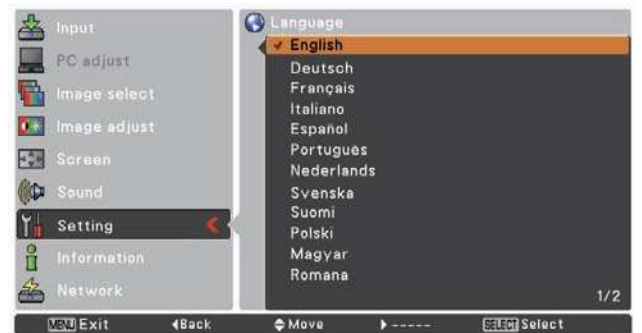 Input
PC adjust
Image select
Image adjust
Screen
Sound
Setting
Information
Network
Language
✔ English
Deutsch
Français
Italiano
Español
Português
Nederlands
Svenska
Suomi
Polski
Magyar
Romana
1/2
MENU Exit ◀Back Move ▶----- SELECT Select